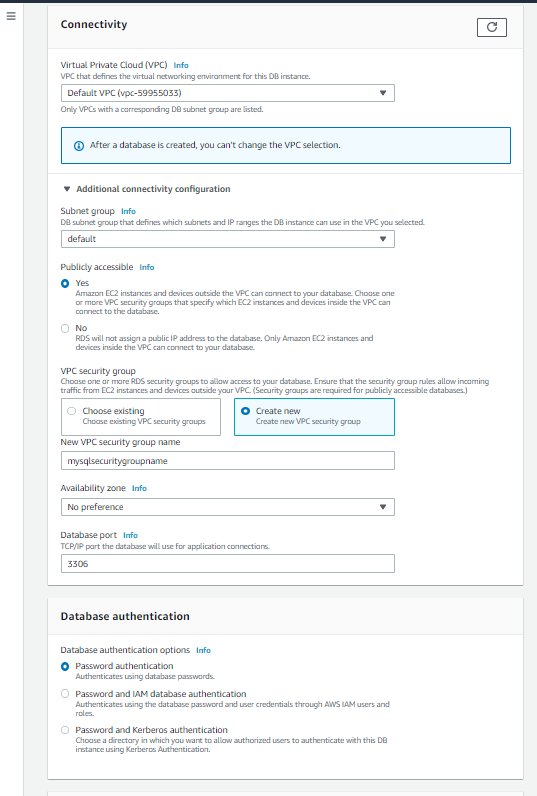 Connectivity
Virtual Private Cloud (VPC) Info
VPC that defines the virtual networking environment for this DB instance.
Default VPC (vpc-59955033)
Only VPCs with a corresponding DB subnet group are listed.
After a database is created, you can't change the VPC selection.
Additional connectivity configuration
Subnet group Info
DB subnet group that defines which subnets and IP ranges the DB instance can use in the VPC you selected.
default
Publicly accessible Info
Yes
Amazon EC2 instances and devices outside the VPC can connect to your database. Choose one
or more VPC security groups that specify which EC2 instances and devices inside the VPC can
connect to the database.
No
RDS will not assign a public IP address to the database. Only Amazon EC2 instances and
devices inside the VPC can connect to your database.
VPC security group
Choose one or more RDS security groups to allow access to your database. Ensure that the security group rules allow incoming
traffic from EC2 instances and devices outside your VPC. (Security groups are required for publicly accessible databases.)
Choose existing
Choose existing VPC security groups
Create new
Create new VPC security group
New VPC security group name
mysqlsecuritygroupname
Availability zone Info
No preference
Database port Info
TCP/IP port the database will use for application connections.
3306
Database authentication
Database authentication options Info
Password authentication
Authenticates using database passwords.
Password and IAM database authentication
Authenticates using the database password and user credentials through AWS IAM users and
roles.
Password and Kerberos authentication
Choose a directory in which you want to allow authorized users to authenticate with this DB
instance using Kerberos Authentication.